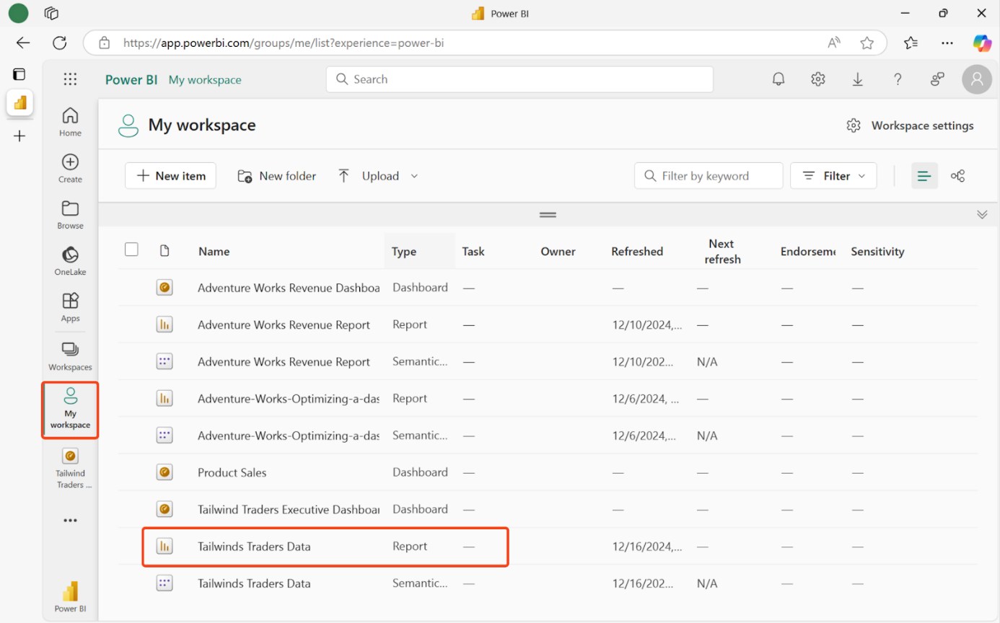 Power BI
https://app.powerbi.com/groups/me/list?experience=power-bi
Power BI My workspace Search
Home
Create
Browse
OneLake
Apps
Workspaces
My
workspace
Tailwind
Traders ...
Power BI
My workspace
Workspace settings
New item New folder Upload Filter by keyword Filter
Name Type Task Owner Refreshed Next refresh Endorseme Sensitivity
Adventure Works Revenue Dashboa Dashboard — — — — —
Adventure Works Revenue Report Report — 12/10/2024,... — — —
Adventure Works Revenue Report Semantic... — 12/10/202... N/A — —
Adventure-Works-Optimizing-a-das Report — 12/6/2024, ... — — —
Adventure-Works-Optimizing-a-das Semantic... — 12/6/2024,... N/A — —
Product Sales Dashboard — — — — —
Tailwind Traders Executive Dashboar Dashboard — — — — —
Tailwinds Traders Data Report — 12/16/2024,... — — —
Tailwinds Traders Data Semantic... — 12/16/202... N/A — —